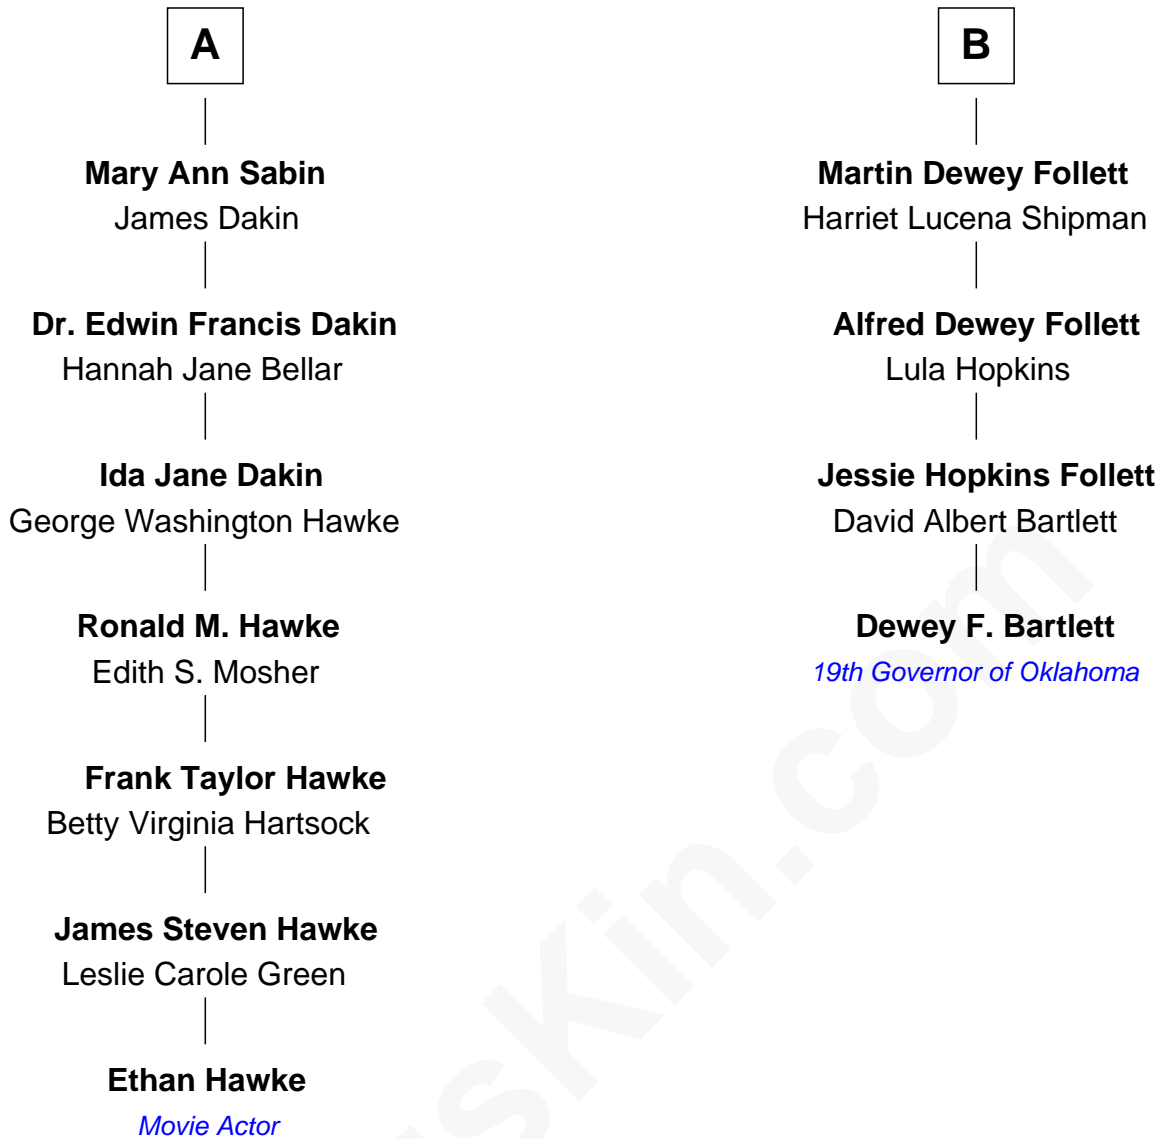 A
Mary Ann Sabin
James Dakin
Dr. Edwin Francis Dakin
Hannah Jane Bellar
Ida Jane Dakin
George Washington Hawke
Ronald M. Hawke
Edith S. Mosher
Frank Taylor Hawke
Betty Virginia Hartsock
James Steven Hawke
Leslie Carole Green
Ethan Hawke
Movie Actor
B
Martin Dewey Follett
Harriet Lucena Shipman
Alfred Dewey Follett
Lula Hopkins
Jessie Hopkins Follett
David Albert Bartlett
Dewey F. Bartlett
19th Governor of Oklahoma
sKin.com